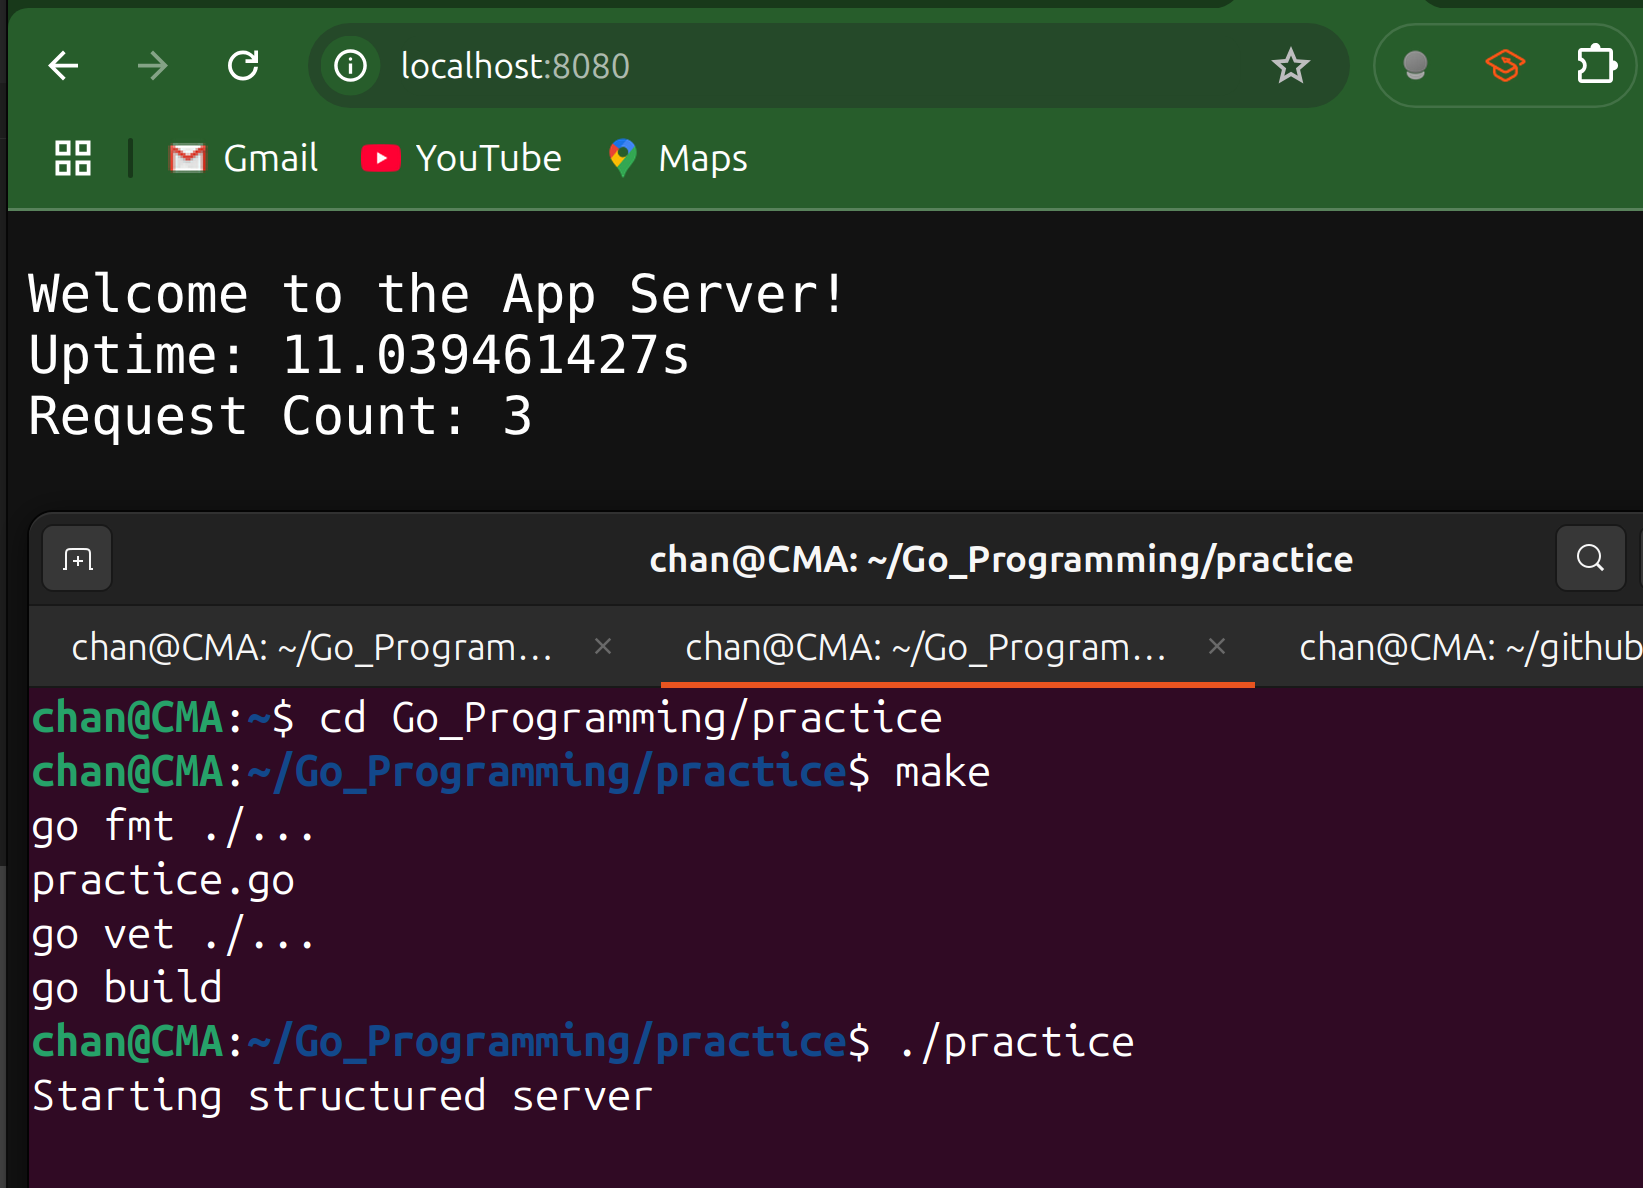 localhost:8080
Gmail YouTube Maps
Welcome to the App Server!
Uptime: 11.039461427s
Request Count: 3
chan@CMA: ~/Go_Programming/practice
chan@CMA: ~/Go_Program... × chan@CMA: ~/Go_Program... × chan@CMA: ~/github
chan@CMA:~$ cd Go_Programming/practice
chan@CMA:~/Go_Programming/practice$ make
go fmt ./...
practice.go
go vet ./...
go build
chan@CMA:~/Go_Programming/practice$ ./practice
Starting structured server